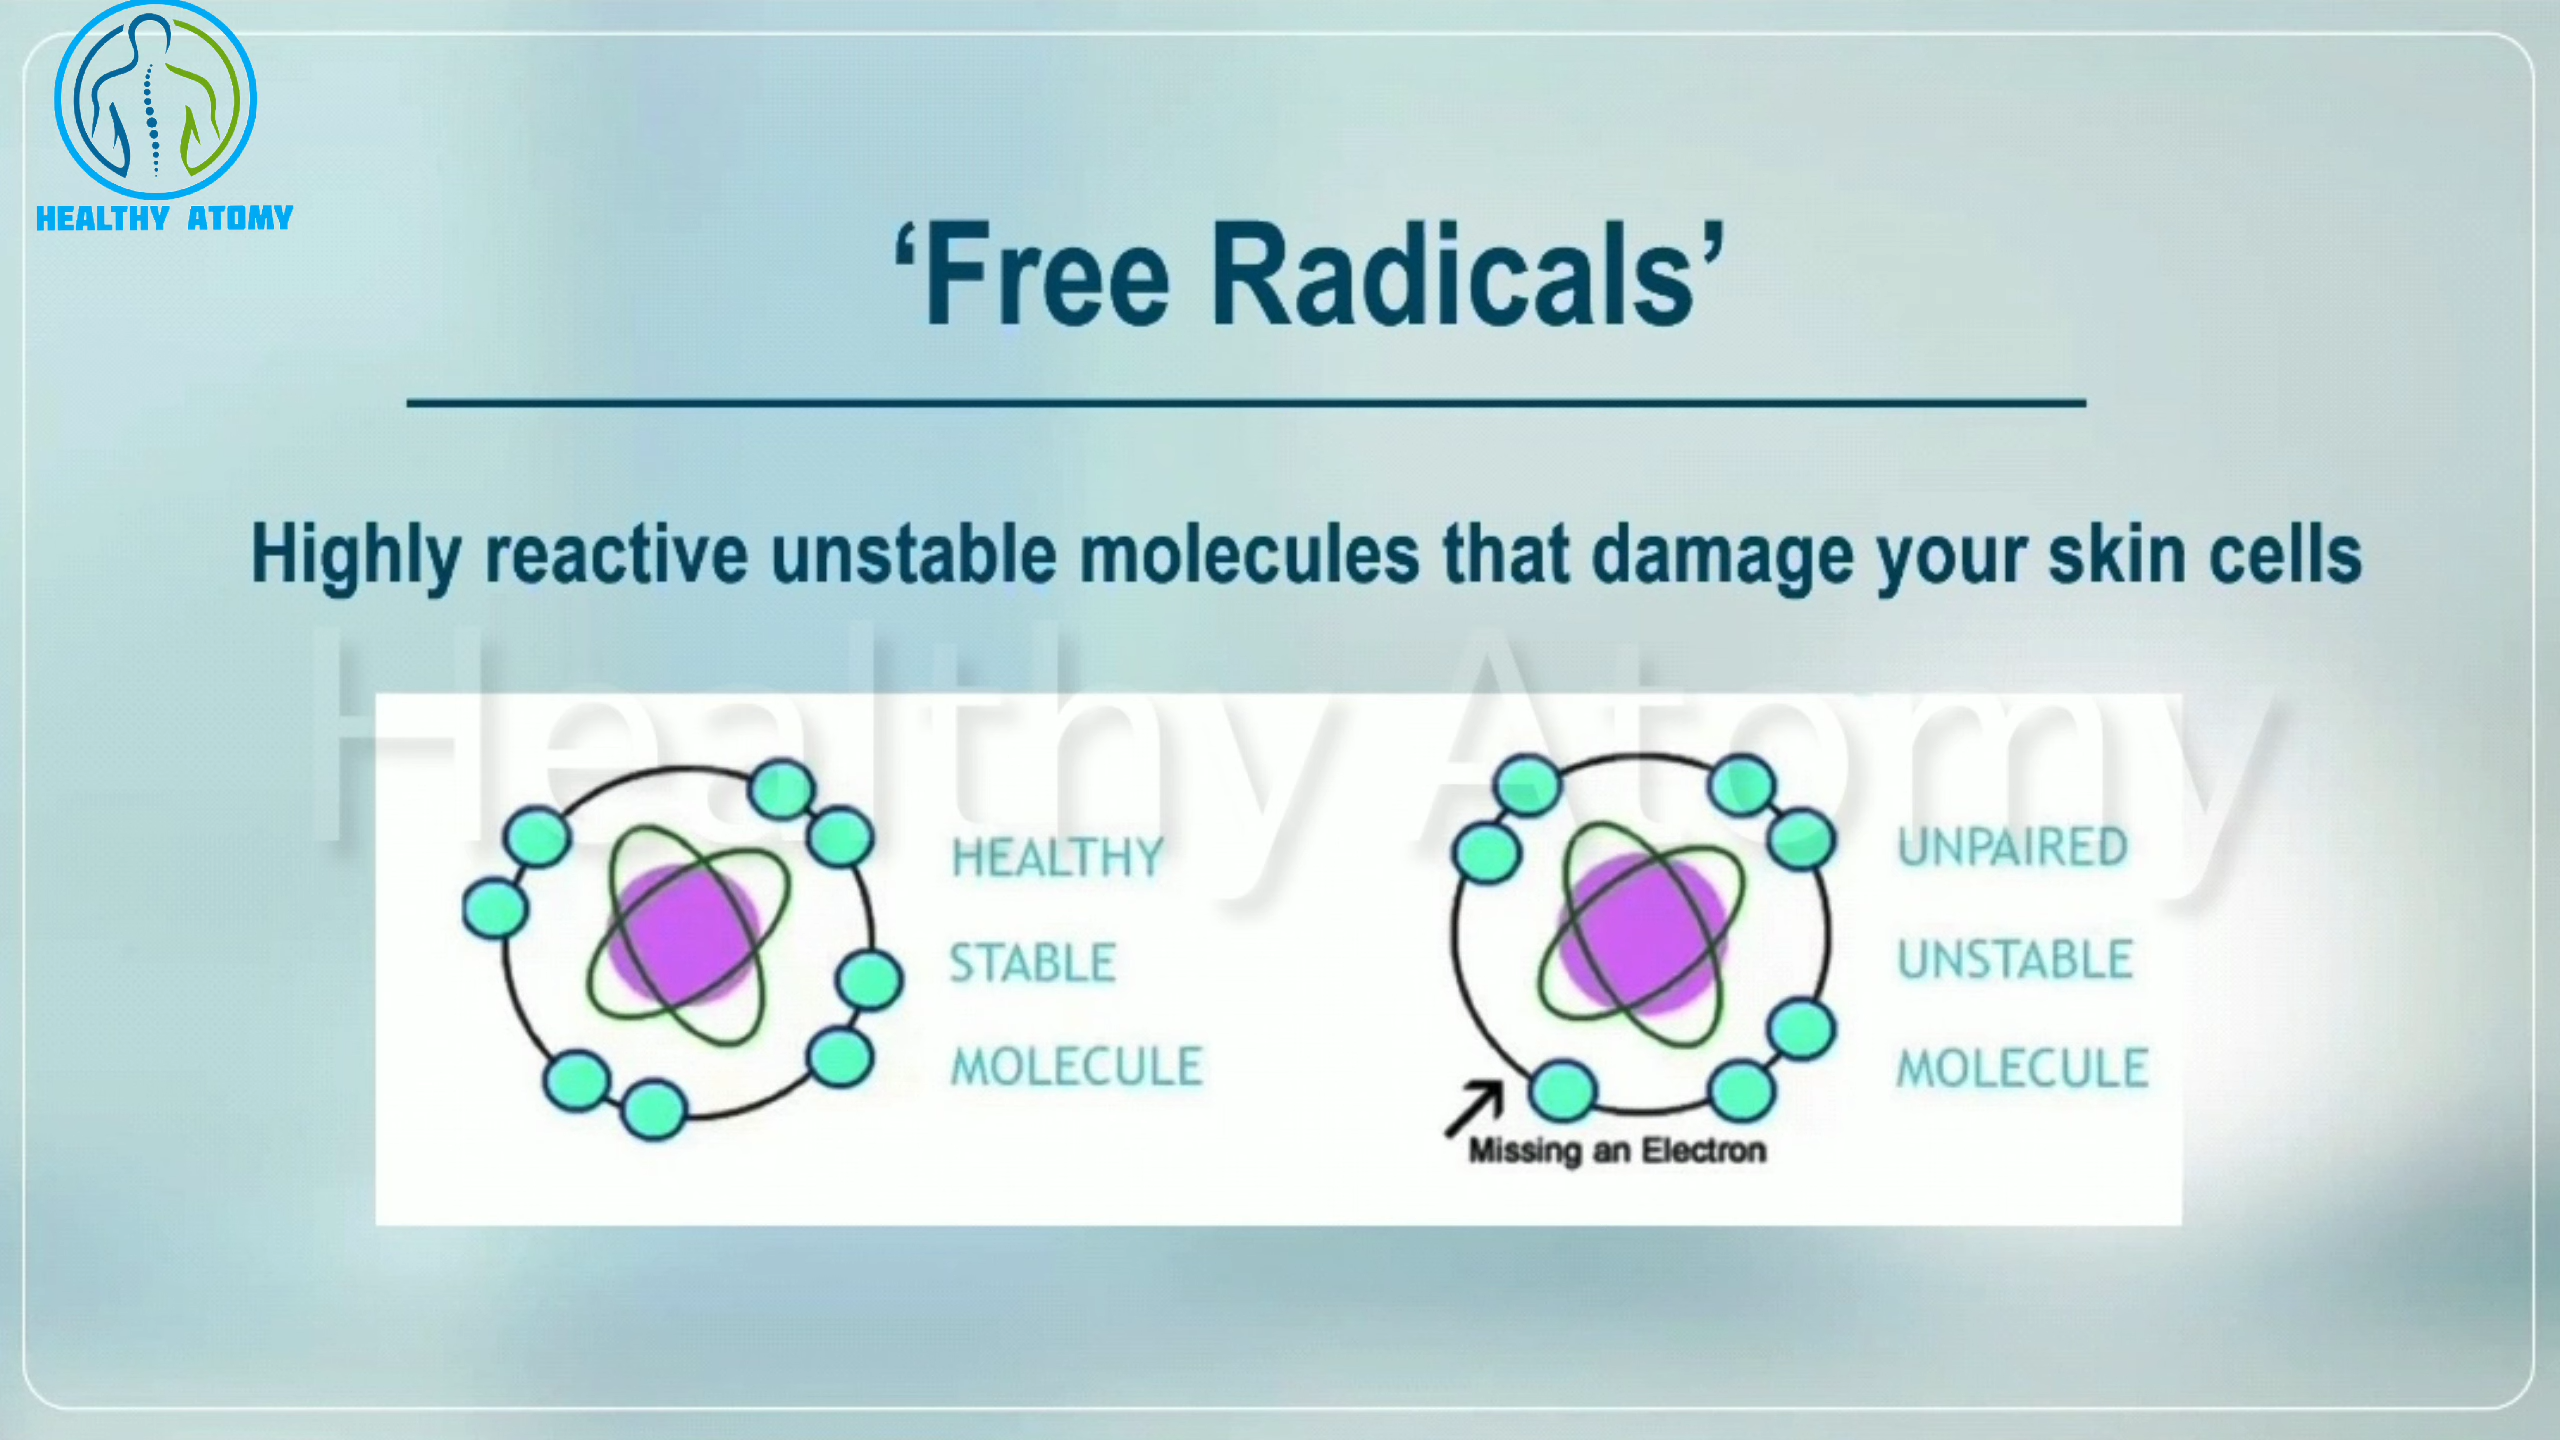 HEALTHY ATOMY
‘Free Radicals’
Highly reactive unstable molecules that damage your skin cells
Healthy Atomy
HEALTHY
STABLE
MOLECULE
UNPAIRED
UNSTABLE
MOLECULE
Missing an Electron